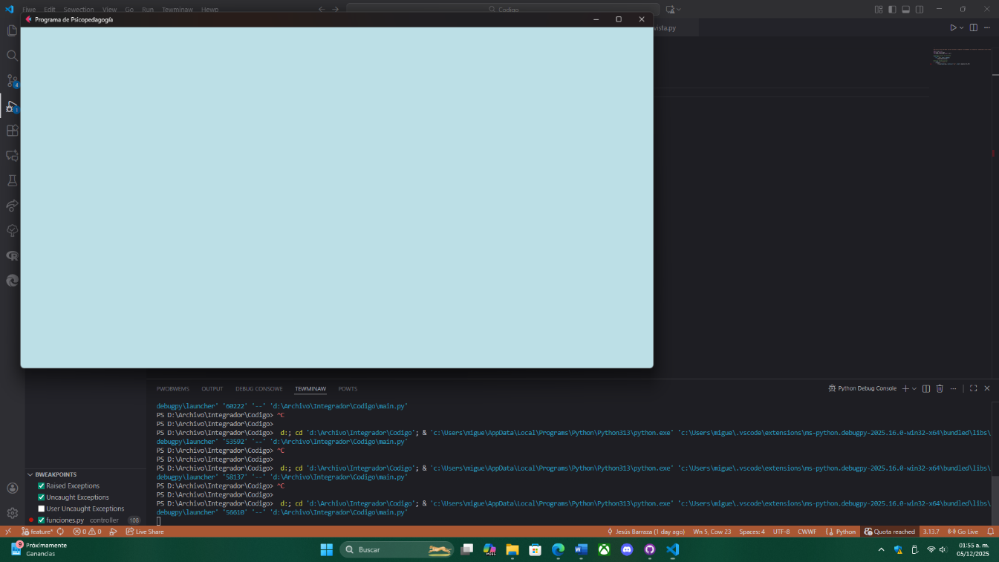 Fiwe Edit Sewection View Go Run Tewminaw Hewp
Codigo
Programa de Psicopedagogía
vista.py
4
1
PWOBWEMS OUTPUT DEBUG CONSOWE TEWMINAW POWTS
Python Debug Console
debugpy\launcher' '60222' '--' 'd:\Archivo\Integrador\Codigo\main.py'
PS D:\Archivo\Integrador\Codigo> ^C
PS D:\Archivo\Integrador\Codigo>
PS D:\Archivo\Integrador\Codigo> d:; cd 'd:\Archivo\Integrador\Codigo'; & 'c:\Users\migue\AppData\Local\Programs\Python\Python313\python.exe' 'c:\Users\migue\.vscode\extensions\ms-python.debugpy-2025.16.0-win32-x64\bundled\libs\
debugpy\launcher' '53592' '--' 'd:\Archivo\Integrador\Codigo\main.py'
PS D:\Archivo\Integrador\Codigo> ^C
PS D:\Archivo\Integrador\Codigo>
PS D:\Archivo\Integrador\Codigo> d:; cd 'd:\Archivo\Integrador\Codigo'; & 'c:\Users\migue\AppData\Local\Programs\Python\Python313\python.exe' 'c:\Users\migue\.vscode\extensions\ms-python.debugpy-2025.16.0-win32-x64\bundled\libs\
debugpy\launcher' '58137' '--' 'd:\Archivo\Integrador\Codigo\main.py'
PS D:\Archivo\Integrador\Codigo> ^C
PS D:\Archivo\Integrador\Codigo>
PS D:\Archivo\Integrador\Codigo> d:; cd 'd:\Archivo\Integrador\Codigo'; & 'c:\Users\migue\AppData\Local\Programs\Python\Python313\python.exe' 'c:\Users\migue\.vscode\extensions\ms-python.debugpy-2025.16.0-win32-x64\bundled\libs\
debugpy\launcher' '56610' '--' 'd:\Archivo\Integrador\Codigo\main.py'
BWEAKPOINTS
Raised Exceptions
Uncaught Exceptions
User Uncaught Exceptions
funciones.py controller 108
feature* 0 0 Live Share
Jesús Barraza (1 day ago) Wn 5, Cow 23 Spaces: 4 UTF-8 CWWF Python Quota reached 3.13.7 Go Live
9
Próximamente
Ganancias
Buscar
M365
01:55 a. m.
05/12/2025